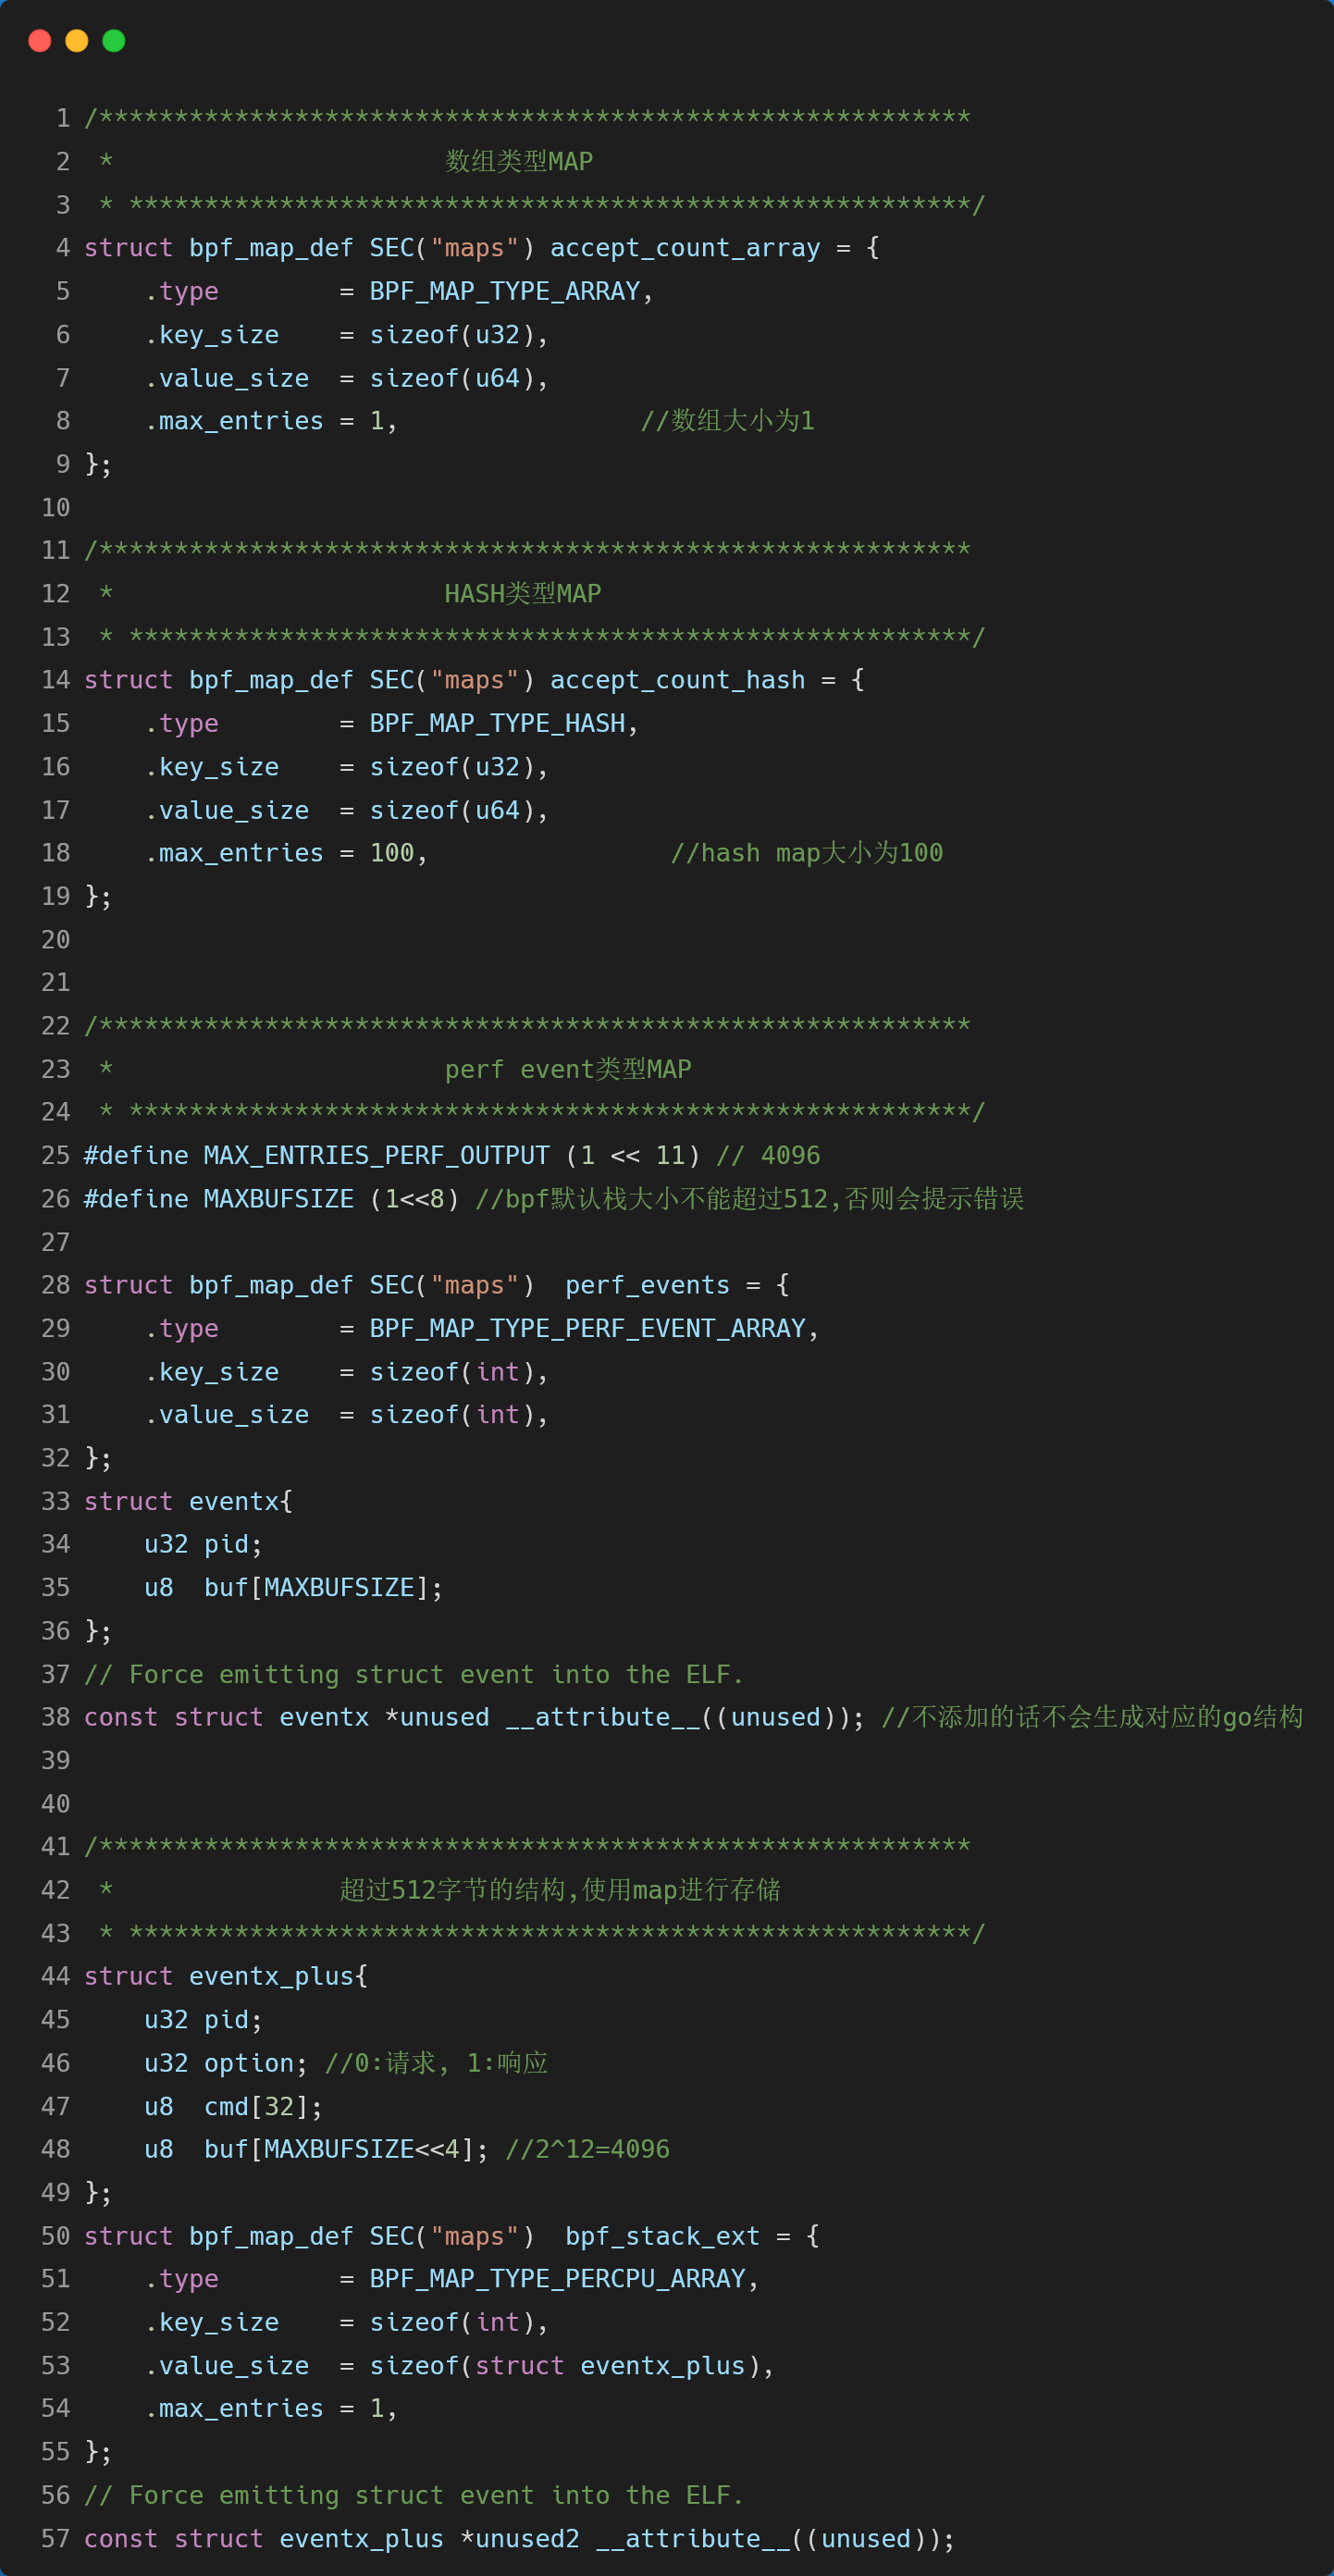 1 /**********************************************************
2  *                      数组类型MAP
3  * ********************************************************/
4 struct bpf_map_def SEC("maps") accept_count_array = {
5     .type        = BPF_MAP_TYPE_ARRAY,
6     .key_size    = sizeof(u32),
7     .value_size  = sizeof(u64),
8     .max_entries = 1,                //数组大小为1
9 };
10
11 /**********************************************************
12  *                      HASH类型MAP
13  * ********************************************************/
14 struct bpf_map_def SEC("maps") accept_count_hash = {
15     .type        = BPF_MAP_TYPE_HASH,
16     .key_size    = sizeof(u32),
17     .value_size  = sizeof(u64),
18     .max_entries = 100,                //hash map大小为100
19 };
20
21
22 /**********************************************************
23  *                      perf event类型MAP
24  * ********************************************************/
25 #define MAX_ENTRIES_PERF_OUTPUT (1 << 11) // 4096
26 #define MAXBUFSIZE (1<<8) //bpf默认栈大小不能超过512,否则会提示错误
27
28 struct bpf_map_def SEC("maps")  perf_events = {
29     .type        = BPF_MAP_TYPE_PERF_EVENT_ARRAY,
30     .key_size    = sizeof(int),
31     .value_size  = sizeof(int),
32 };
33 struct eventx{
34     u32 pid;
35     u8  buf[MAXBUFSIZE];
36 };
37 // Force emitting struct event into the ELF.
38 const struct eventx *unused __attribute__((unused)); //不添加的话不会生成对应的go结构
39
40
41 /**********************************************************
42  *               超过512字节的结构,使用map进行存储
43  * ********************************************************/
44 struct eventx_plus{
45     u32 pid;
46     u32 option; //0:请求, 1:响应
47     u8  cmd[32];
48     u8  buf[MAXBUFSIZE<<4]; //2^12=4096
49 };
50 struct bpf_map_def SEC("maps")  bpf_stack_ext = {
51     .type        = BPF_MAP_TYPE_PERCPU_ARRAY,
52     .key_size    = sizeof(int),
53     .value_size  = sizeof(struct eventx_plus),
54     .max_entries = 1,
55 };
56 // Force emitting struct event into the ELF.
57 const struct eventx_plus *unused2 __attribute__((unused));